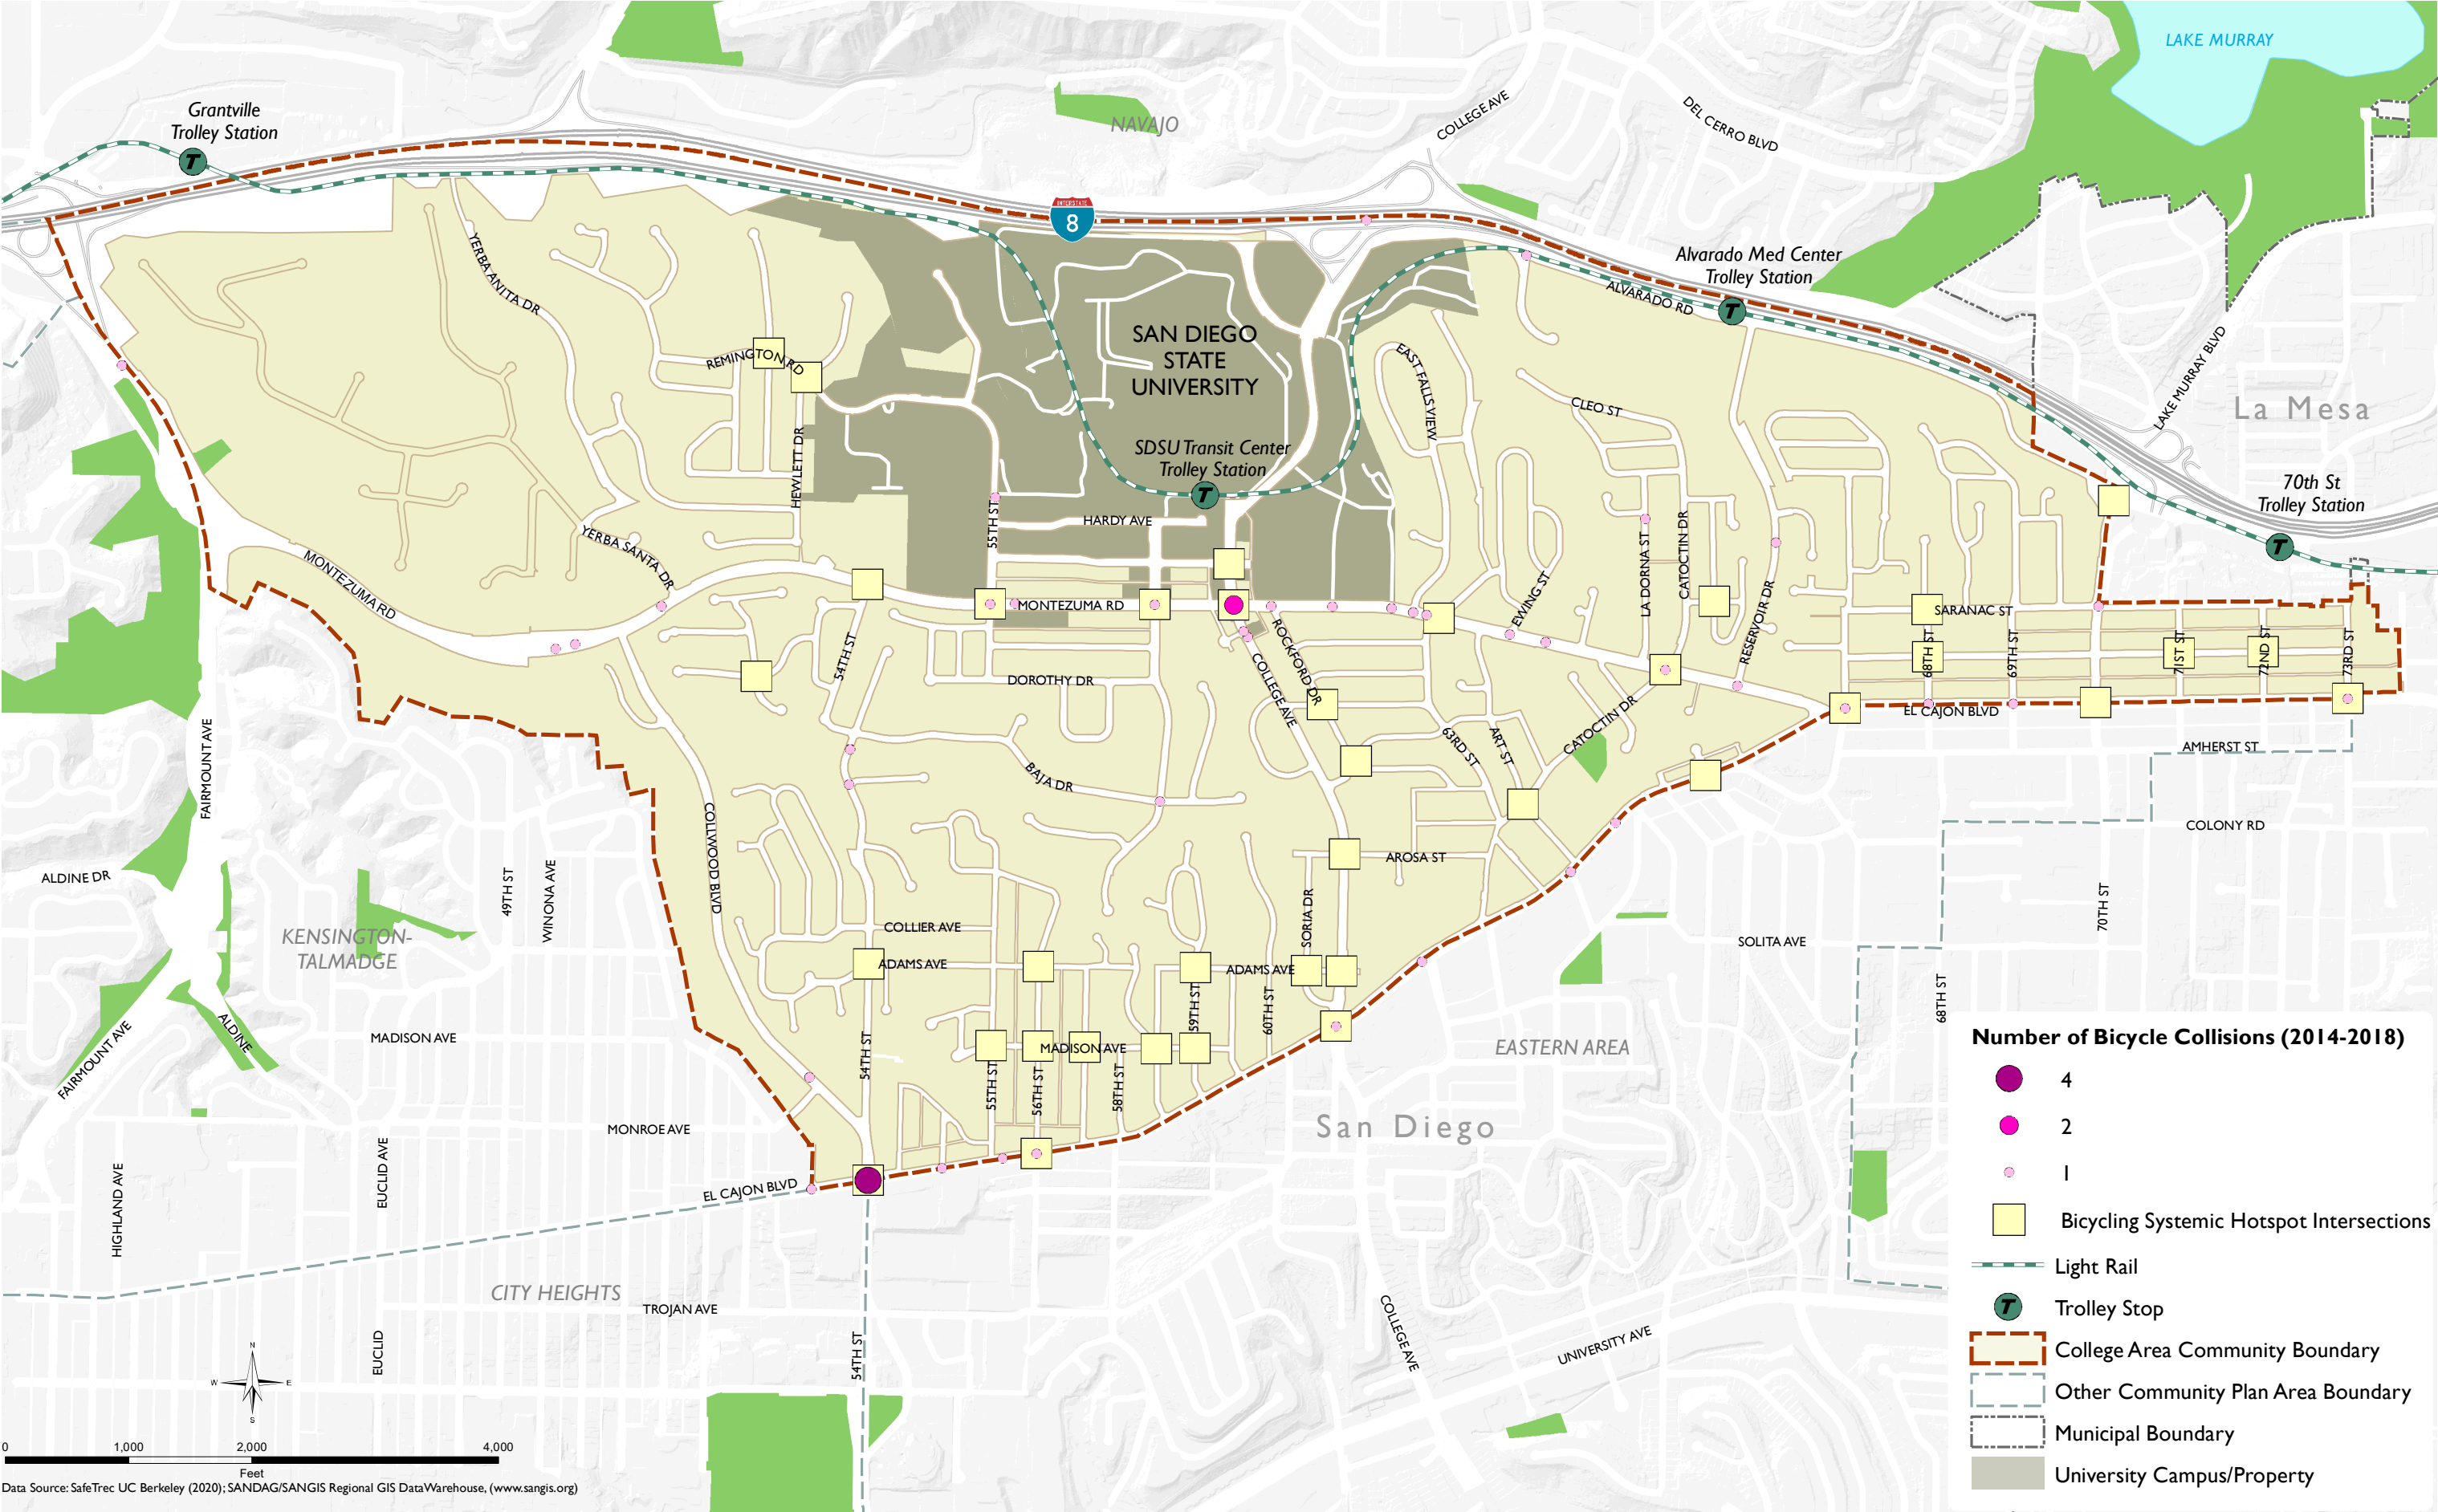 LAKE MURRAY
Grantville
Trolley Station
T
NAVAJO
COLLEGE AVE
DEL CERRO BLVD
INTERSTATE
8
YERBA ANITA DR
Alvarado Med Center
Trolley Station
T
ALVARADO RD
SAN DIEGO
STATE
UNIVERSITY
REMINGTON RD
EAST FALLS VIEW
CLEO ST
LAKE MURRAY BLVD
La Mesa
HEWLETT DR
SDSU Transit Center
Trolley Station
T
70th St
Trolley Station
T
55TH ST
HARDY AVE
YERBA SANTA DR
MONTEZUMA RD
MONTEZUMA RD
LA DORNA ST
CATOCTIN DR
EWING ST
RESERVOIR DR
SARANAC ST
54TH ST
ROCKFORD DR
68TH ST
69TH ST
71ST ST
72ND ST
73RD ST
DOROTHY DR
COLLEGE AVE
CATOCTIN DR
EL CAJON BLVD
63RD ST
ART ST
AMHERST ST
FAIRMOUNT AVE
BAJA DR
COLLWOOD BLVD
COLONY RD
ALDINE DR
49TH ST
WINONA AVE
AROSA ST
SORIA DR
70TH ST
KENSINGTON-
TALMADGE
COLLIER AVE
ADAMS AVE
ADAMS AVE
SOLITA AVE
68TH ST
59TH ST
60TH ST
FAIRMOUNT AVE
ALDINE
MADISON AVE
54TH ST
MADISON AVE
EASTERN AREA
55TH ST
56TH ST
58TH ST
MONROE AVE
San Diego
HIGHLAND AVE
EUCLID AVE
EL CAJON BLVD
CITY HEIGHTS
TROJAN AVE
EUCLID
54TH ST
COLLEGE AVE
UNIVERSITY AVE
Number of Bicycle Collisions (2014-2018)
4
2
1
Bicycling Systemic Hotspot Intersections
Light Rail
T
Trolley Stop
College Area Community Boundary
Other Community Plan Area Boundary
Municipal Boundary
University Campus/Property
N
W E
S
0 1,000 2,000 4,000
Feet
Data Source: SafeTrec UC Berkeley (2020); SANDAG/SANGIS Regional GIS Data Warehouse, (www.sangis.org)